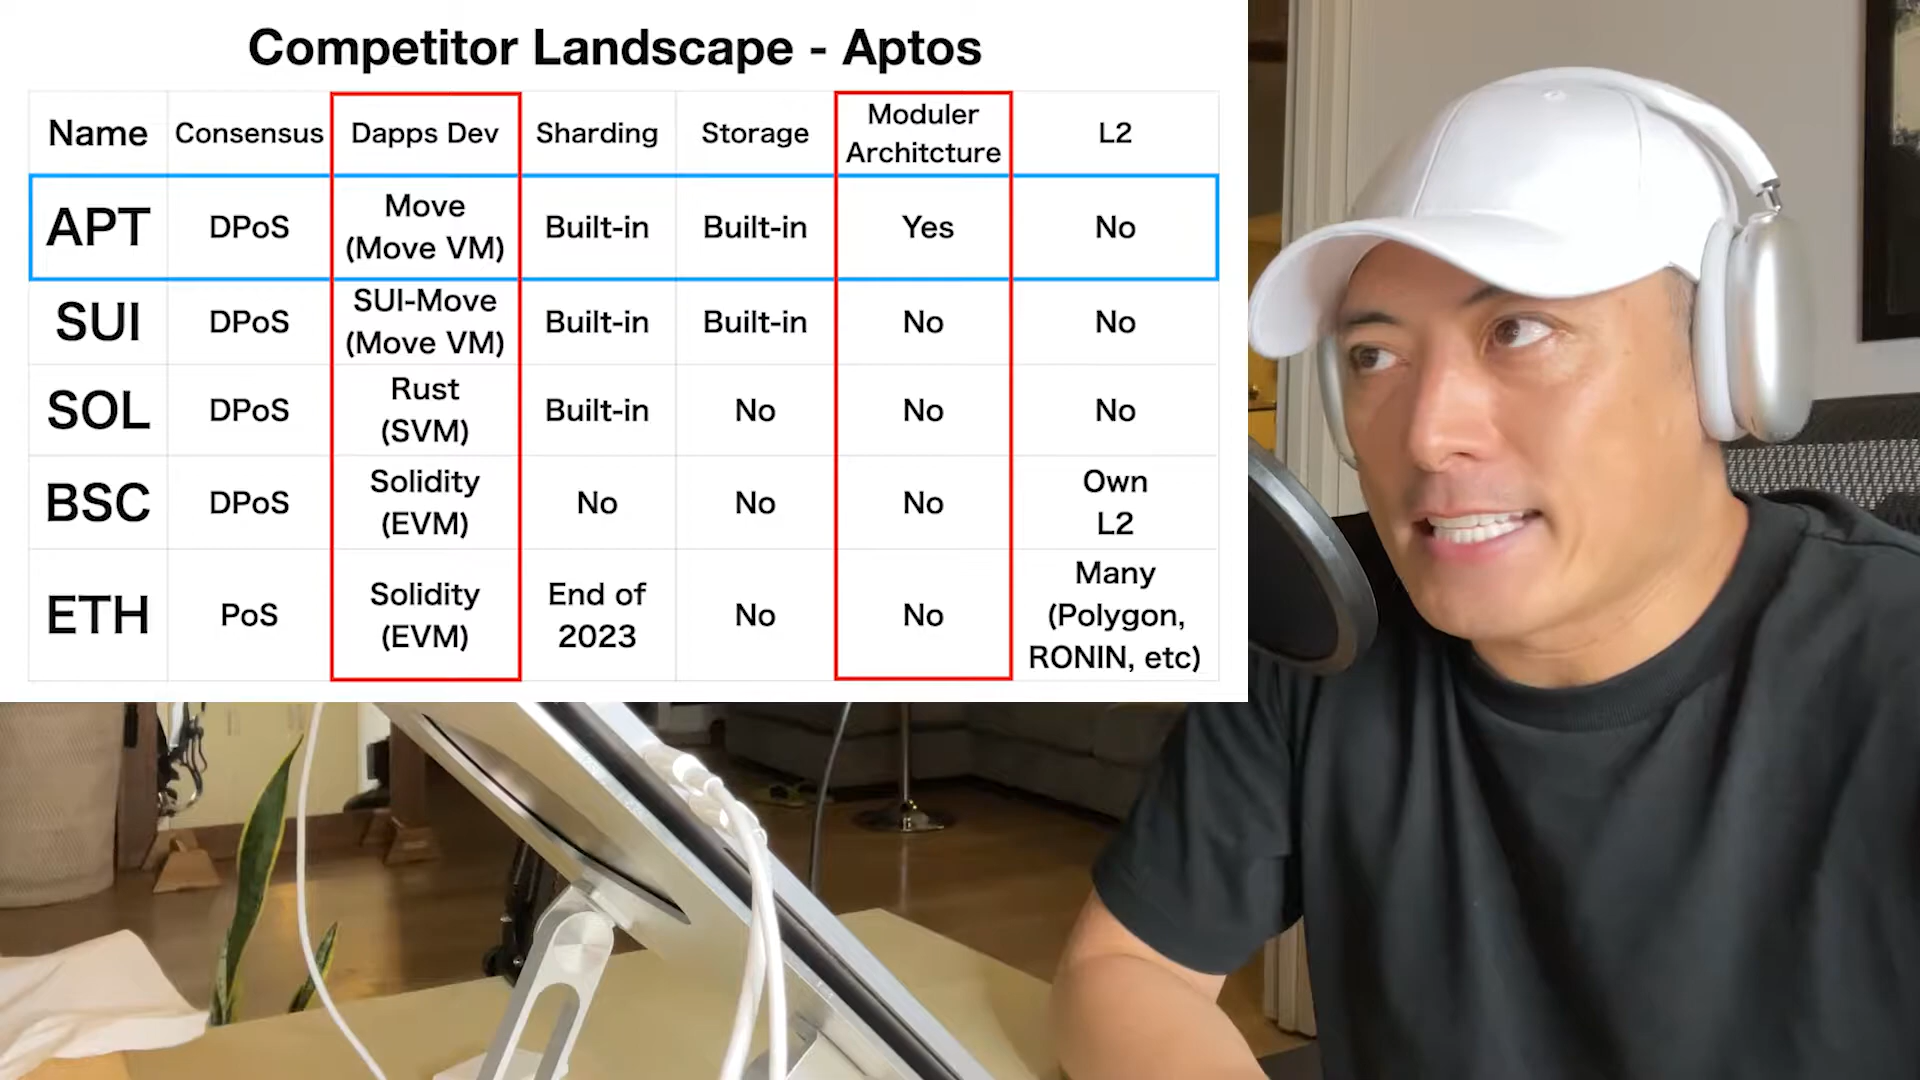 Competitor Landscape - Aptos
Name Consensus Dapps Dev Sharding Storage Moduler Architcture L2
APT DPoS Move (Move VM) Built-in Built-in Yes No
SUI DPoS SUI-Move (Move VM) Built-in Built-in No No
SOL DPoS Rust (SVM) Built-in No No No
BSC DPoS Solidity (EVM) No No No Own L2
ETH PoS Solidity (EVM) End of 2023 No No Many (Polygon, RONIN, etc)